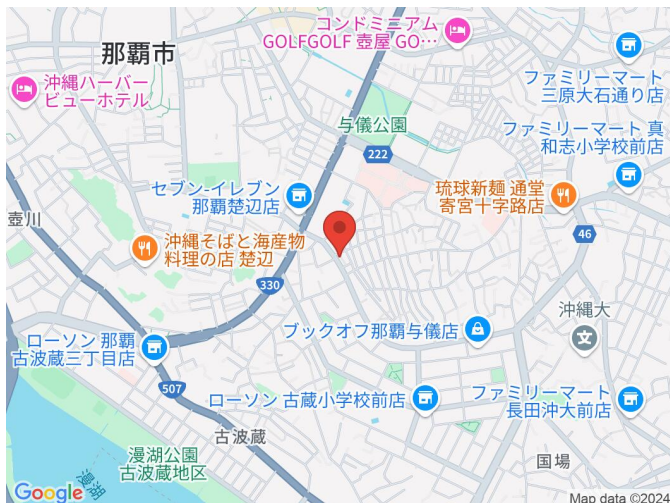 コンドミニアム
GOLFGOLF 壺屋 GO…
那覇市
ファミリーマート
三原大石通り店
沖縄ハーバー
ビューホテル
与儀公園
222
ファミリーマート 真
和志小学校前店
セブン-イレブン
那覇楚辺店
琉球新麺 通堂
寄宮十字路店
壺川
沖縄そばと海産物
料理の店 楚辺
46
330
沖縄大
ローソン 那覇
古波蔵三丁目店
ブックオフ那覇与儀店
507
ローソン 古蔵小学校前店
ファミリーマート
長田沖大前店
古波蔵
漫湖公園
古波蔵地区
国場
漫湖
Google
Map data ©2024